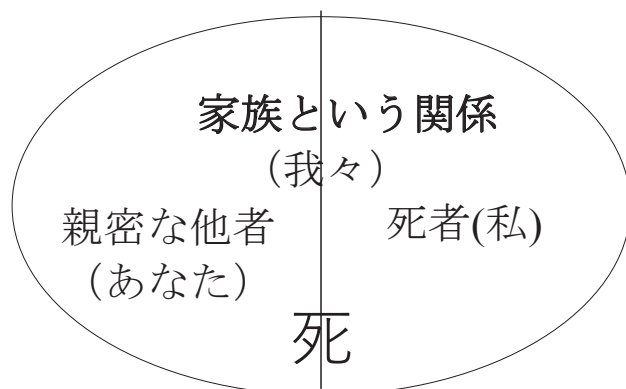 家族という関係
（我々）
親密な他者
（あなた）
死者(私)
死